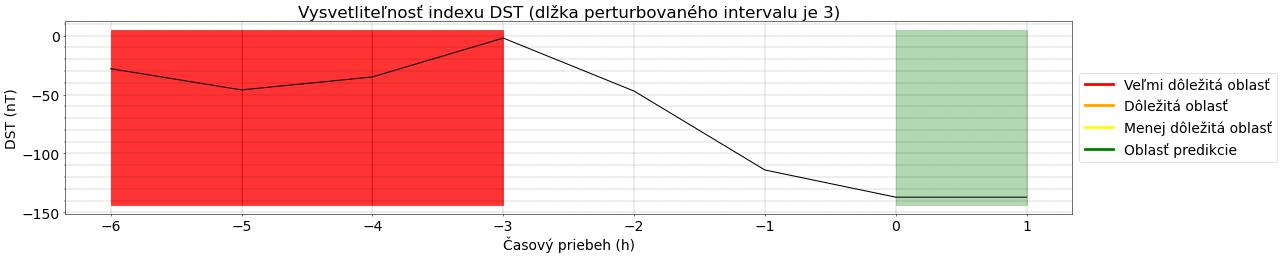 Vysvetliteľnosť indexu DST (dlžka perturbovaného intervalu je 3)
DST (nT)
0
−50
−100
−150
−6 −5 −4 −3 −2 −1 0 1
Časový priebeh (h)
Veľmi dôležitá oblasť
Dôležitá oblasť
Menej dôležitá oblasť
Oblasť predikcie